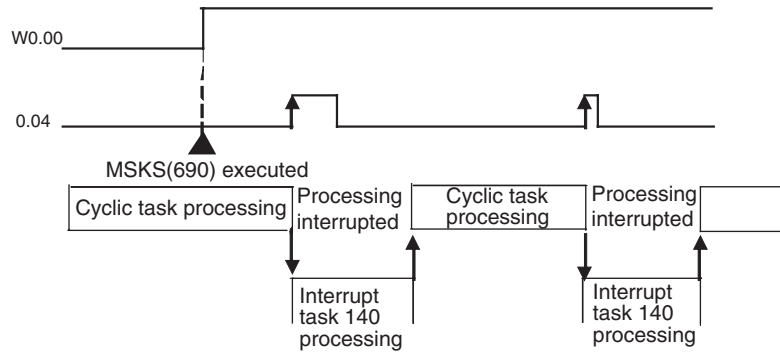 W0.00
0.04
MSKS(690) executed
Cyclic task processing
Processing
interrupted
Cyclic task
processing
Processing
interrupted
Interrupt
task 140
processing
Interrupt
task 140
processing